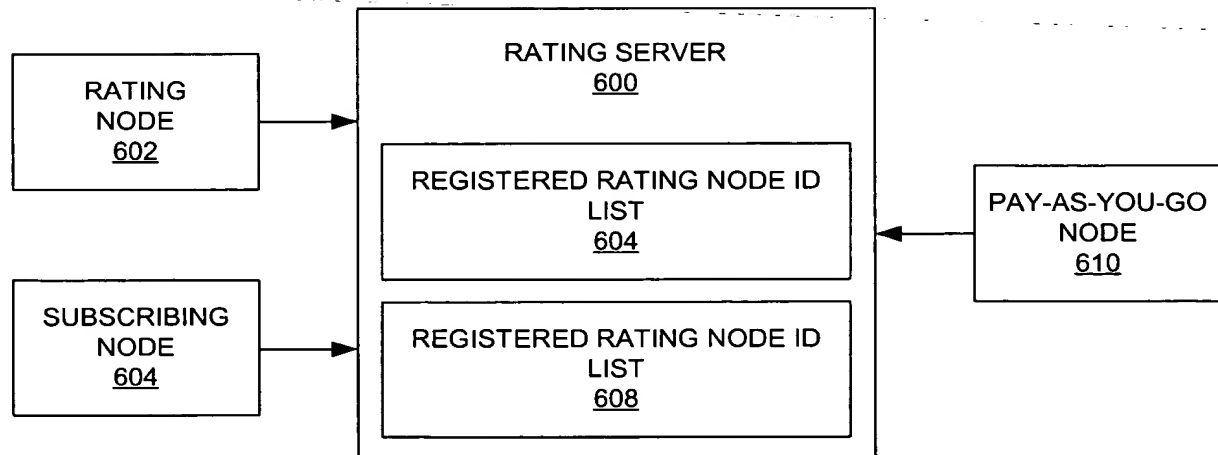 RATING
NODE
602
SUBSCRIBING
NODE
604
RATING SERVER
600
REGISTERED RATING NODE ID
LIST
604
REGISTERED RATING NODE ID
LIST
608
PAY-AS-YOU-GO
NODE
610